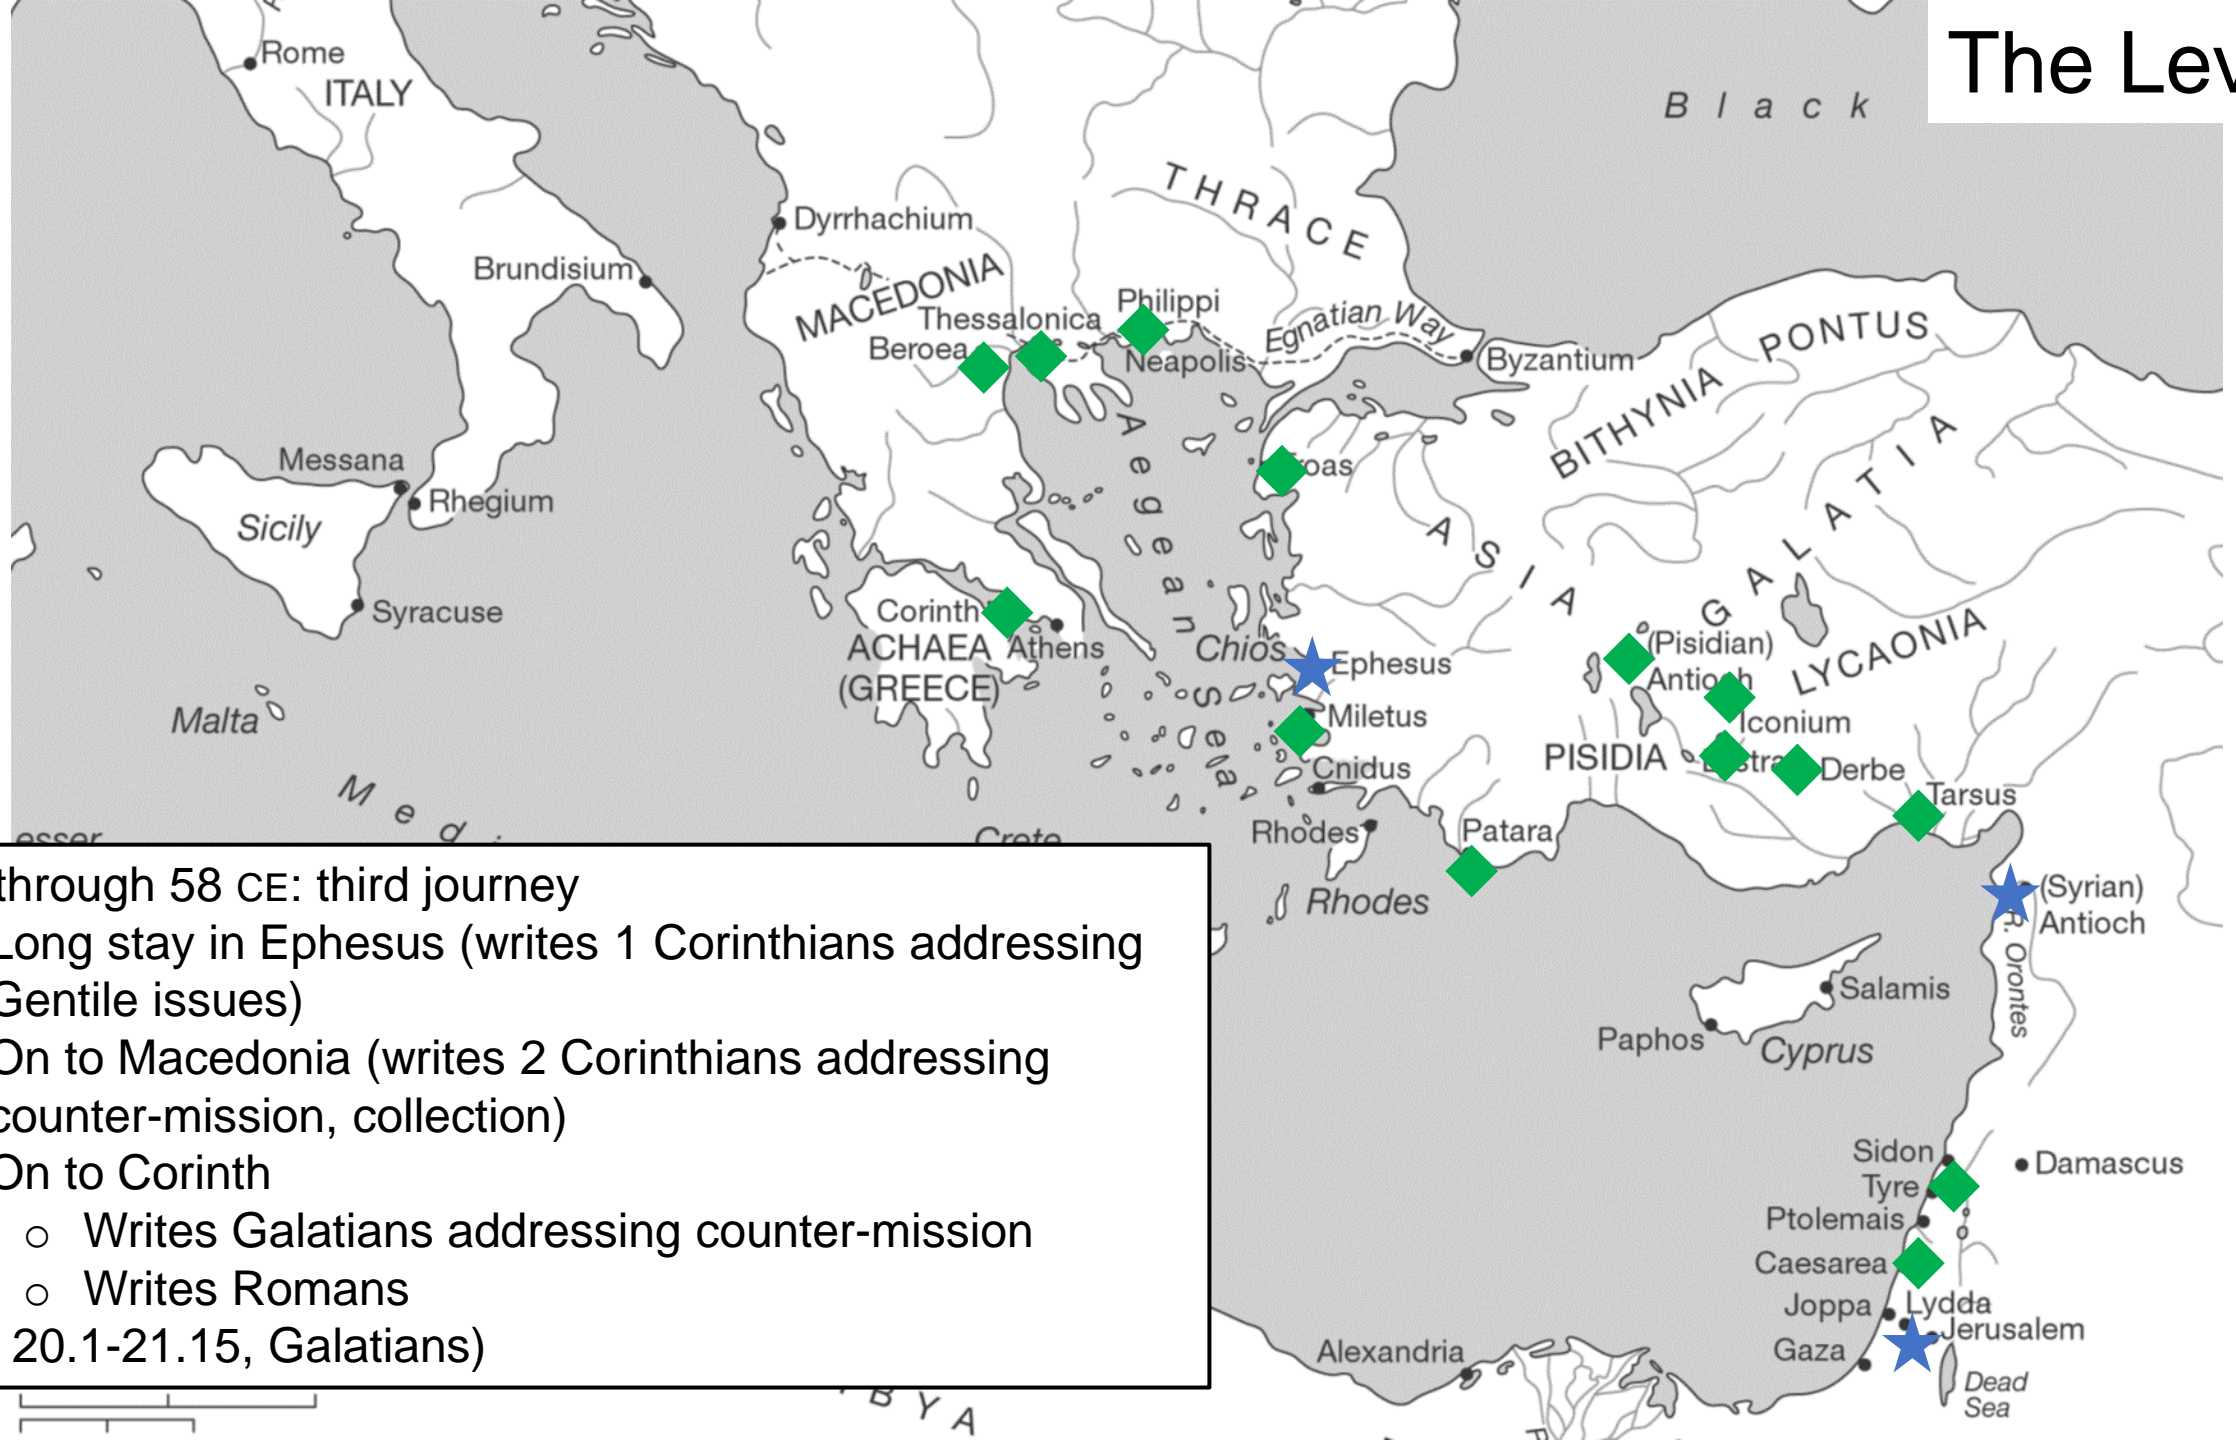 The Lev
Rome
ITALY
Black
THRACE
Dyrrhachium
Brundisium
MACEDONIA
Philippi
Thessalonica
Egnatian Way
PONTUS
Beroea
Neapolis
Byzantium
BITHYNIA
Aegean Sea
GALATIA
Messana
Rhegium
Sicily
ASIA
Syracuse
Corinth
ACHAEA
Athens
(GREECE)
Chios
Ephesus
(Pisidian)
Antioch
LYCAONIA
Malta
Miletus
Iconium
PISIDIA
Derbe
Cnidus
Tarsus
Medi
esser
Crete
Rhodes
Patara
Rhodes
(Syrian)
Antioch
R. Orontes
through 58 CE: third journey
Long stay in Ephesus (writes 1 Corinthians addressing
Gentile issues)
On to Macedonia (writes 2 Corinthians addressing
counter-mission, collection)
On to Corinth
○ Writes Galatians addressing counter-mission
○ Writes Romans
20.1-21.15, Galatians)
Salamis
Paphos
Cyprus
Sidon
Damascus
Tyre
Ptolemais
Caesarea
Joppa
Lydda
Jerusalem
Gaza
Alexandria
Dead
Sea
BYA